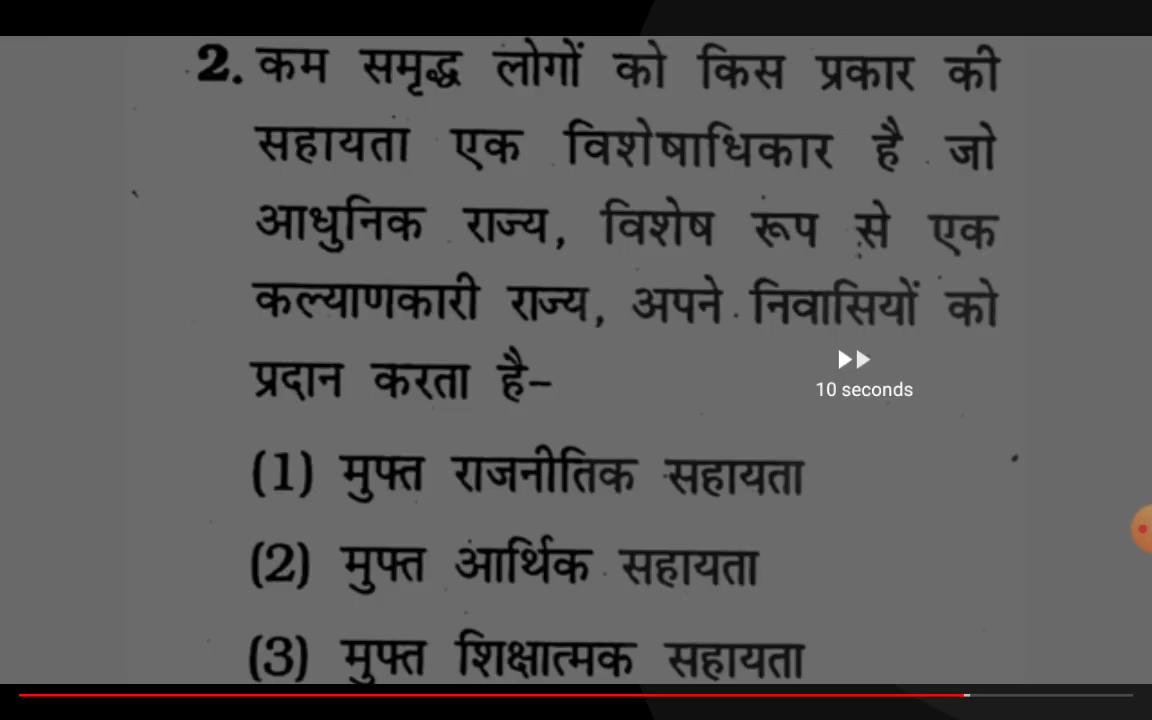 2. कम समृद्ध लोगों को किस प्रकार की
सहायता एक विशेषाधिकार है जो
आधुनिक राज्य, विशेष रूप से एक
कल्याणकारी राज्य, अपने निवासियों को
प्रदान करता है–
10 seconds
(1) मुफ्त राजनीतिक सहायता
(2) मुफ्त आर्थिक सहायता
(3) मुफ्त शिक्षात्मक सहायता